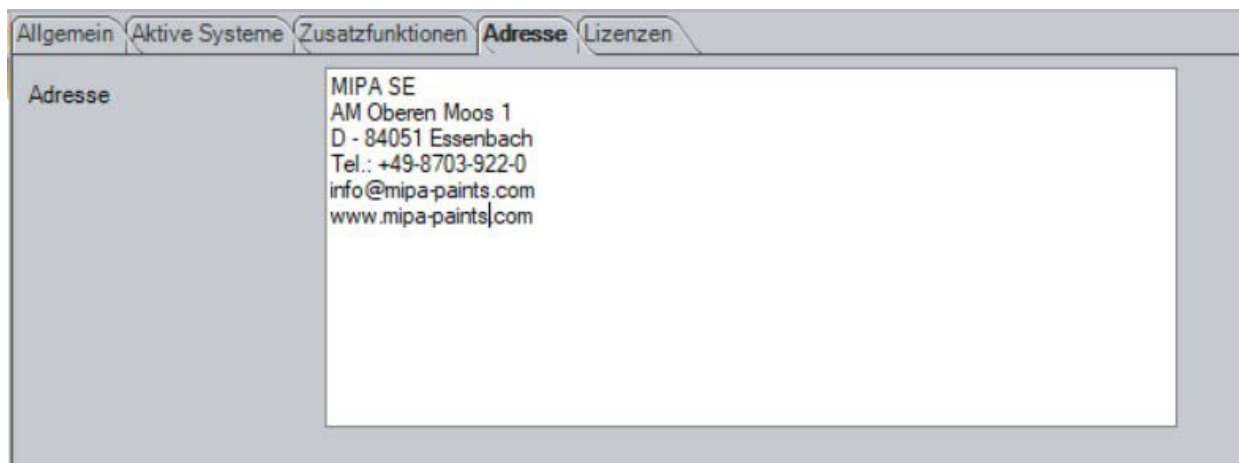 Allgemein Aktive Systeme Zusatzfunktionen Adresse Lizenzen
Adresse
MIPA SE
AM Oberen Moos 1
D - 84051 Essenbach
Tel.: +49-8703-922-0
info@mipa-paints.com
www.mipa-paints.com